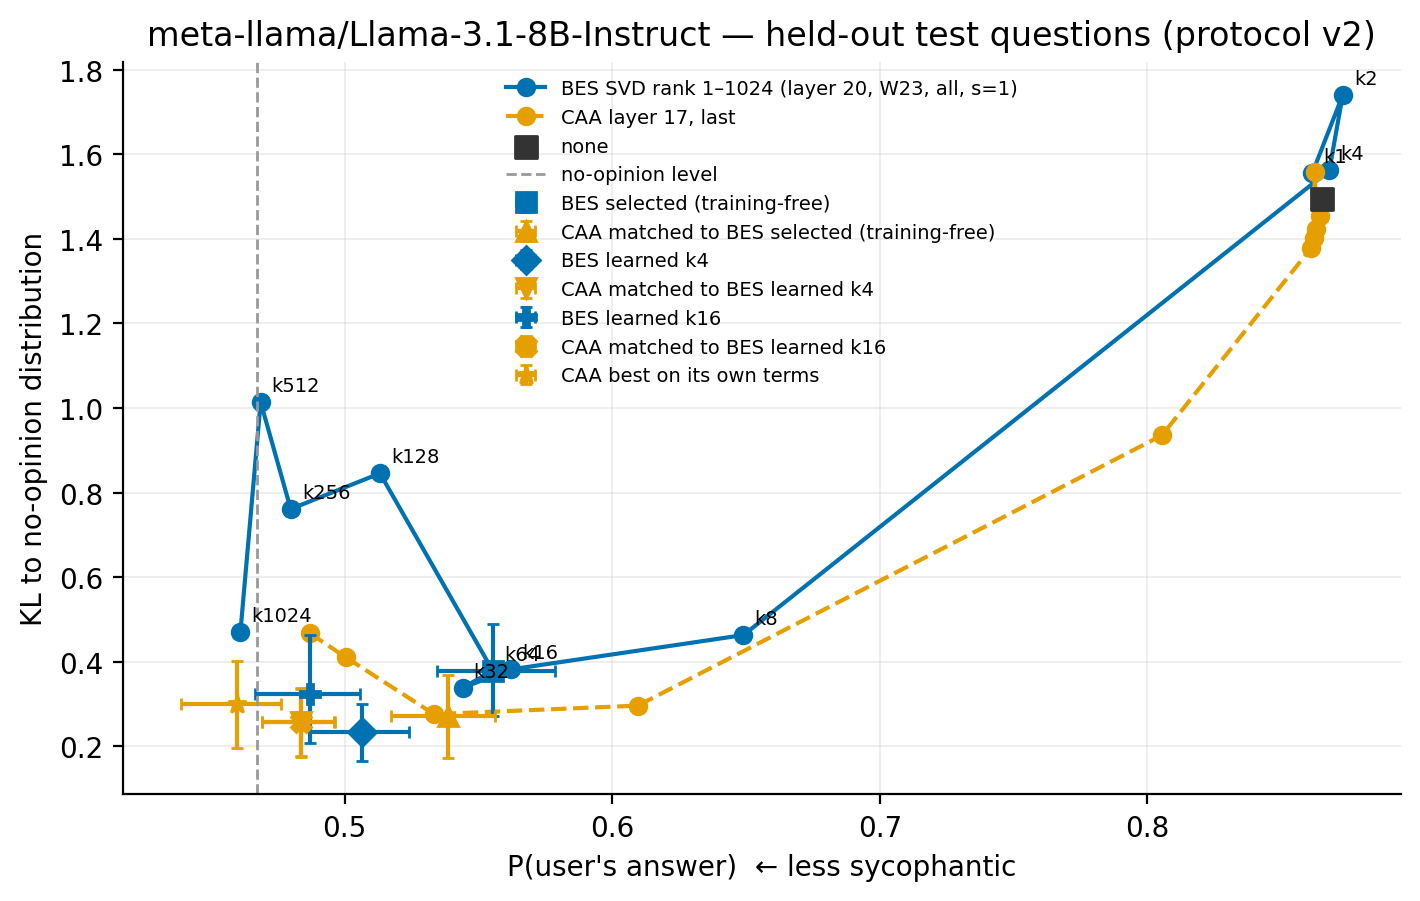 meta-llama/Llama-3.1-8B-Instruct — held-out test questions (protocol v2)
KL to no-opinion distribution
1.8
1.6
1.4
1.2
1.0
0.8
0.6
0.4
0.2
BES SVD rank 1–1024 (layer 20, W23, all, s=1)
CAA layer 17, last
none
no-opinion level
BES selected (training-free)
CAA matched to BES selected (training-free)
BES learned k4
CAA matched to BES learned k4
BES learned k16
CAA matched to BES learned k16
CAA best on its own terms
k2
k1
k4
k512
k128
k256
k1024
k8
k64
k16
k32
0.5
0.6
0.7
0.8
P(user's answer) ← less sycophantic